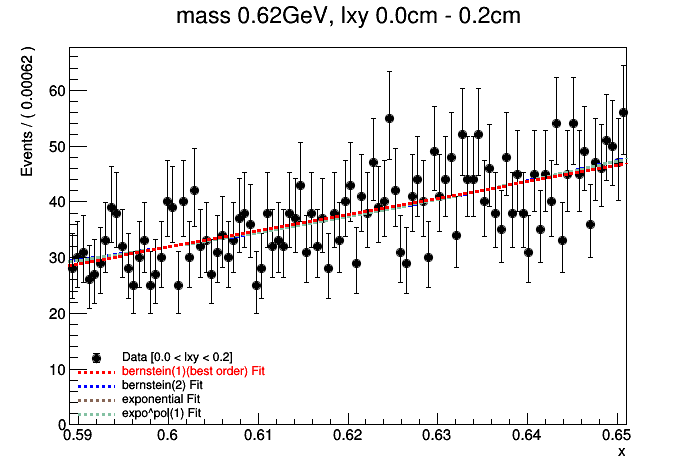 mass 0.62GeV, lxy 0.0cm - 0.2cm
Events / ( 0.00062 )
60
50
40
30
20
10
0
Data [0.0 < lxy < 0.2]
bernstein(1)(best order) Fit
bernstein(2) Fit
exponential Fit
expo^pol(1) Fit
0.59 0.6 0.61 0.62 0.63 0.64 0.65
x